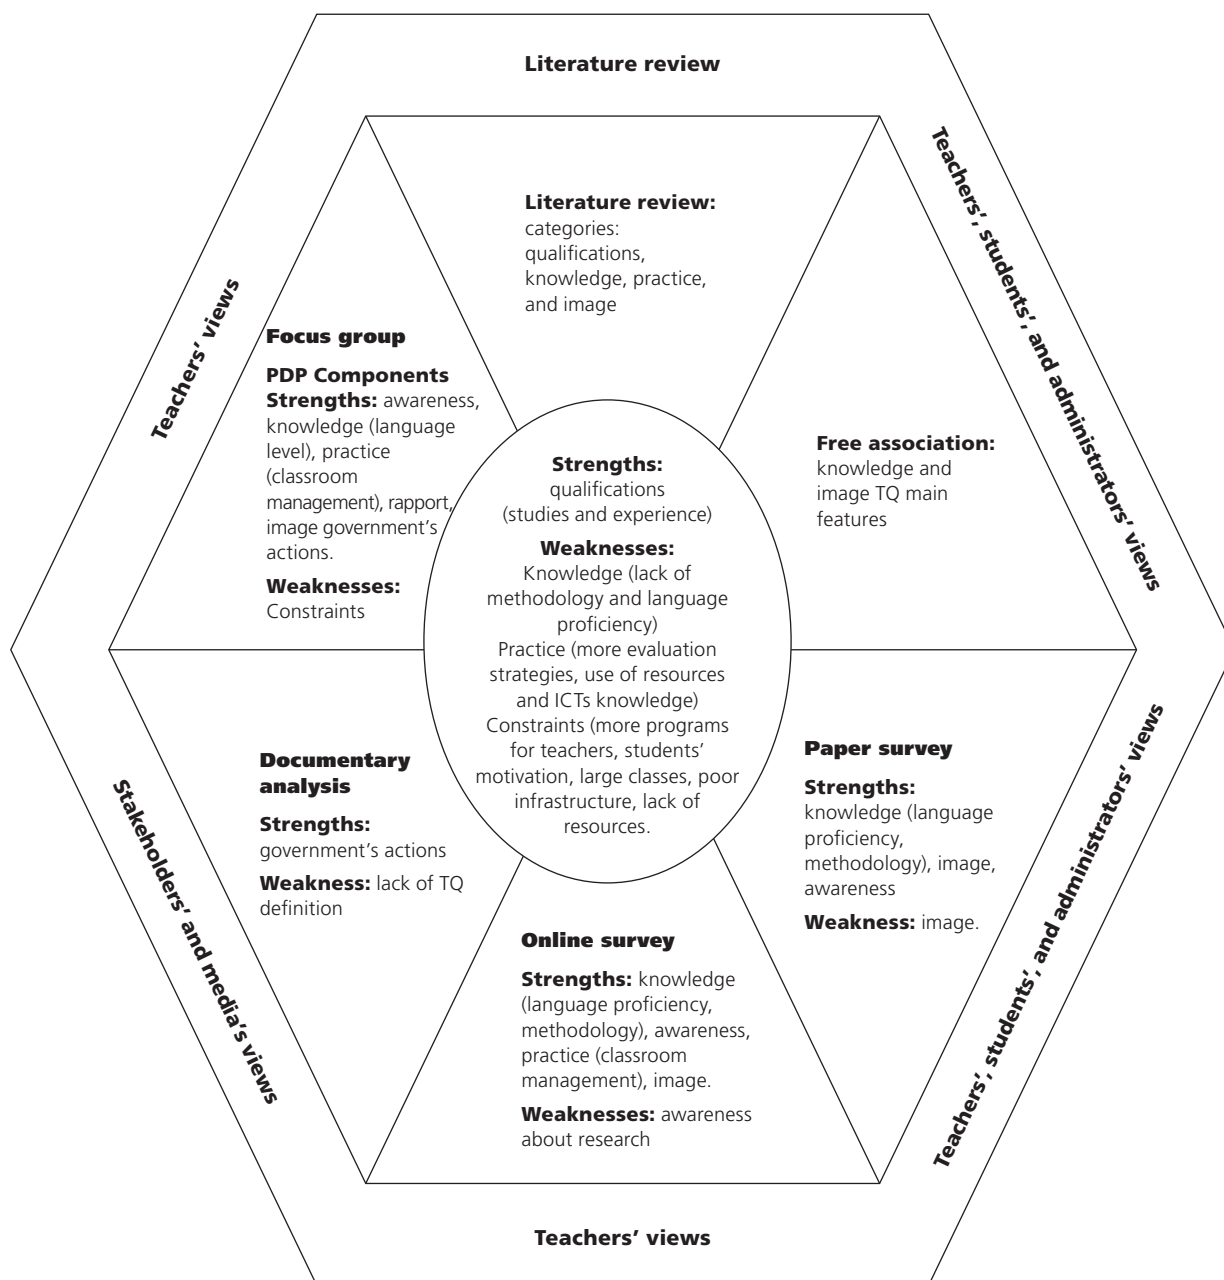 Literature review
Teachers', students', and administrators' views
Literature review:
categories:
qualifications,
knowledge, practice,
and image
Teachers' views
Focus group
PDP Components
Strengths: awareness,
knowledge (language
level), practice
(classroom
management), rapport,
image government's
actions.
Weaknesses:
Constraints
Free association:
knowledge and
image TQ main
features
Strengths:
qualifications
(studies and experience)
Weaknesses:
Knowledge (lack of
methodology and language
proficiency)
Practice (more evaluation
strategies, use of resources
and ICTs knowledge)
Constraints (more programs
for teachers, students'
motivation, large classes, poor
infrastructure, lack of
resources.
Documentary
analysis
Strengths:
government's actions
Weakness: lack of TQ
definition
Stakeholders' and media's views
Paper survey
Strengths:
knowledge (language
proficiency,
methodology), image,
awareness
Weakness: image.
Teachers', students', and administrators' views
Online survey
Strengths: knowledge
(language proficiency,
methodology), awareness,
practice (classroom
management), image.
Weaknesses: awareness
about research
Teachers' views